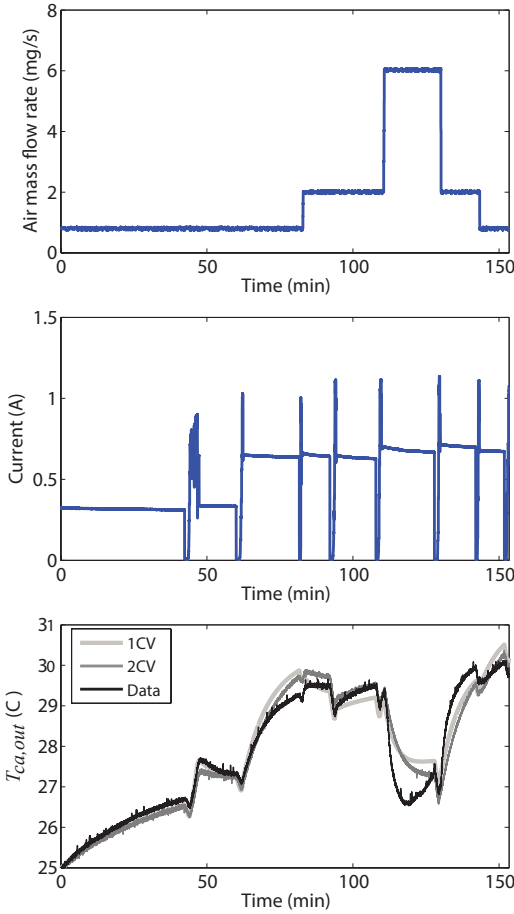 Air mass flow rate (mg/s)
8
6
4
2
0
0 50 100 150
Time (min)
Current (A)
1.5
1
0.5
0
0 50 100 150
Time (min)
T_{ca,out} (C)
31
30
29
28
27
26
25
1CV
2CV
Data
0 50 100 150
Time (min)